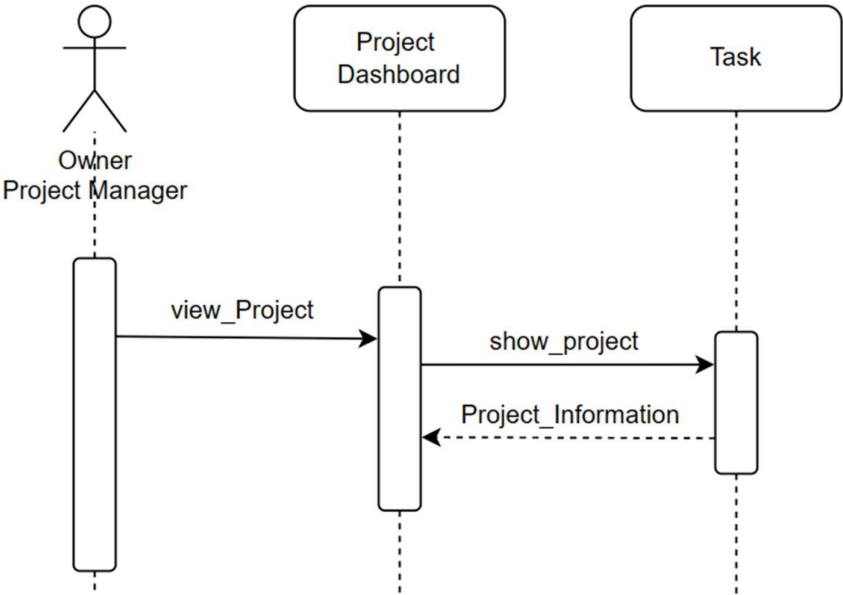 Project
Dashboard
Task
Owner
Project Manager
view_Project
show_project
Project_Information